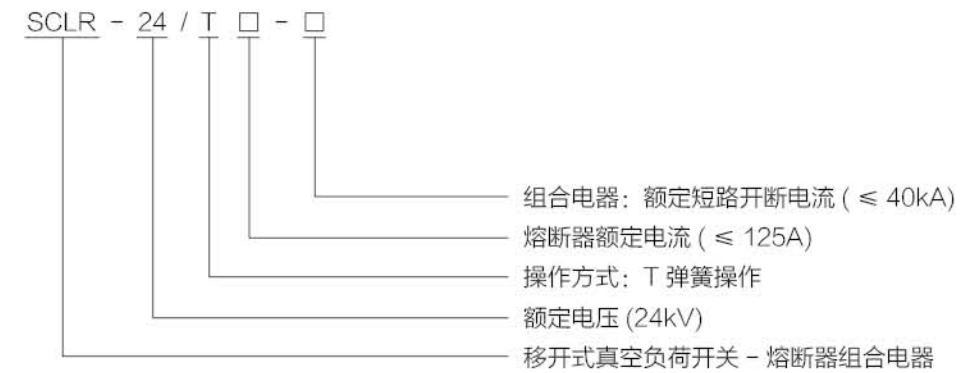 SCLR - 24 / T □ - □
组合电器：额定短路开断电流 ( ≤ 40kA)
熔断器额定电流 ( ≤ 125A)
操作方式：T 弹簧操作
额定电压 (24kV)
移开式真空负荷开关 - 熔断器组合电器